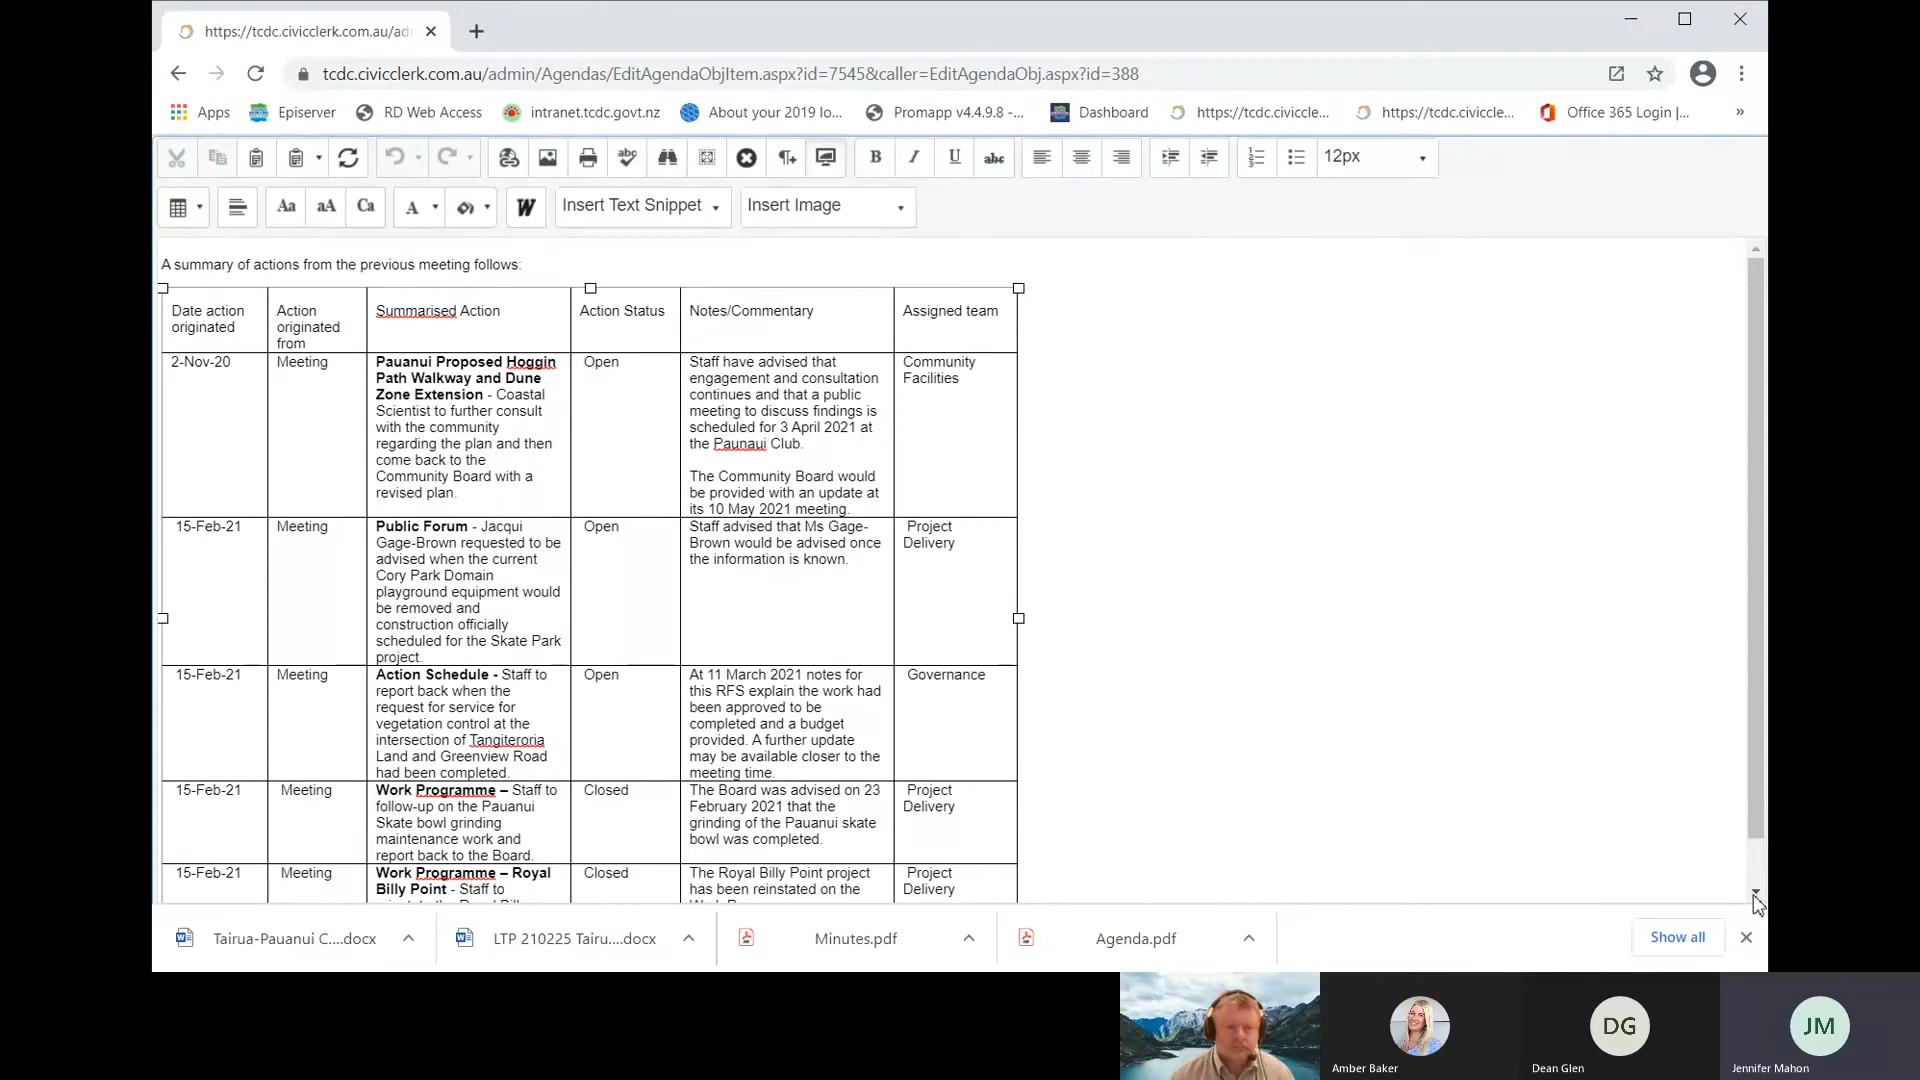 https://tcdc.civicclerk.com.au/adr
tcdc.civicclerk.com.au/admin/Agendas/EditAgendaObjItem.aspx?id=7545&caller=EditAgendaObj.aspx?id=388
Apps Episerver RD Web Access intranet.tcdc.govt.nz About your 2019 lo... Promapp v4.4.9.8 -... Dashboard https://tcdc.civiccle... https://tcdc.civiccle... Office 365 Login |... »
abc B I U abc 12px
Aa aA Ca A W Insert Text Snippet Insert Image
A summary of actions from the previous meeting follows:
Date action
originated
Action
originated
from
Summarised Action
Action Status
Notes/Commentary
Assigned team
2-Nov-20
Meeting
Pauanui Proposed Hoggin
Path Walkway and Dune
Zone Extension - Coastal
Scientist to further consult
with the community
regarding the plan and then
come back to the
Community Board with a
revised plan.
Open
Staff have advised that
engagement and consultation
continues and that a public
meeting to discuss findings is
scheduled for 3 April 2021 at
the Paunaui Club.
The Community Board would
be provided with an update at
its 10 May 2021 meeting.
Community
Facilities
15-Feb-21
Meeting
Public Forum - Jacqui
Gage-Brown requested to be
advised when the current
Cory Park Domain
playground equipment would
be removed and
construction officially
scheduled for the Skate Park
project.
Open
Staff advised that Ms Gage-
Brown would be advised once
the information is known.
Project
Delivery
15-Feb-21
Meeting
Action Schedule - Staff to
report back when the
request for service for
vegetation control at the
intersection of Tangiteroria
Land and Greenview Road
had been completed.
Open
At 11 March 2021 notes for
this RFS explain the work had
been approved to be
completed and a budget
provided. A further update
may be available closer to the
meeting time.
Governance
15-Feb-21
Meeting
Work Programme – Staff to
follow-up on the Pauanui
Skate bowl grinding
maintenance work and
report back to the Board.
Closed
The Board was advised on 23
February 2021 that the
grinding of the Pauanui skate
bowl was completed.
Project
Delivery
15-Feb-21
Meeting
Work Programme – Royal
Billy Point - Staff to
Closed
The Royal Billy Point project
has been reinstated on the
Project
Delivery
Tairua-Pauanui C....docx LTP 210225 Tairu....docx Minutes.pdf Agenda.pdf Show all
DG JM
Amber Baker Dean Glen Jennifer Mahon